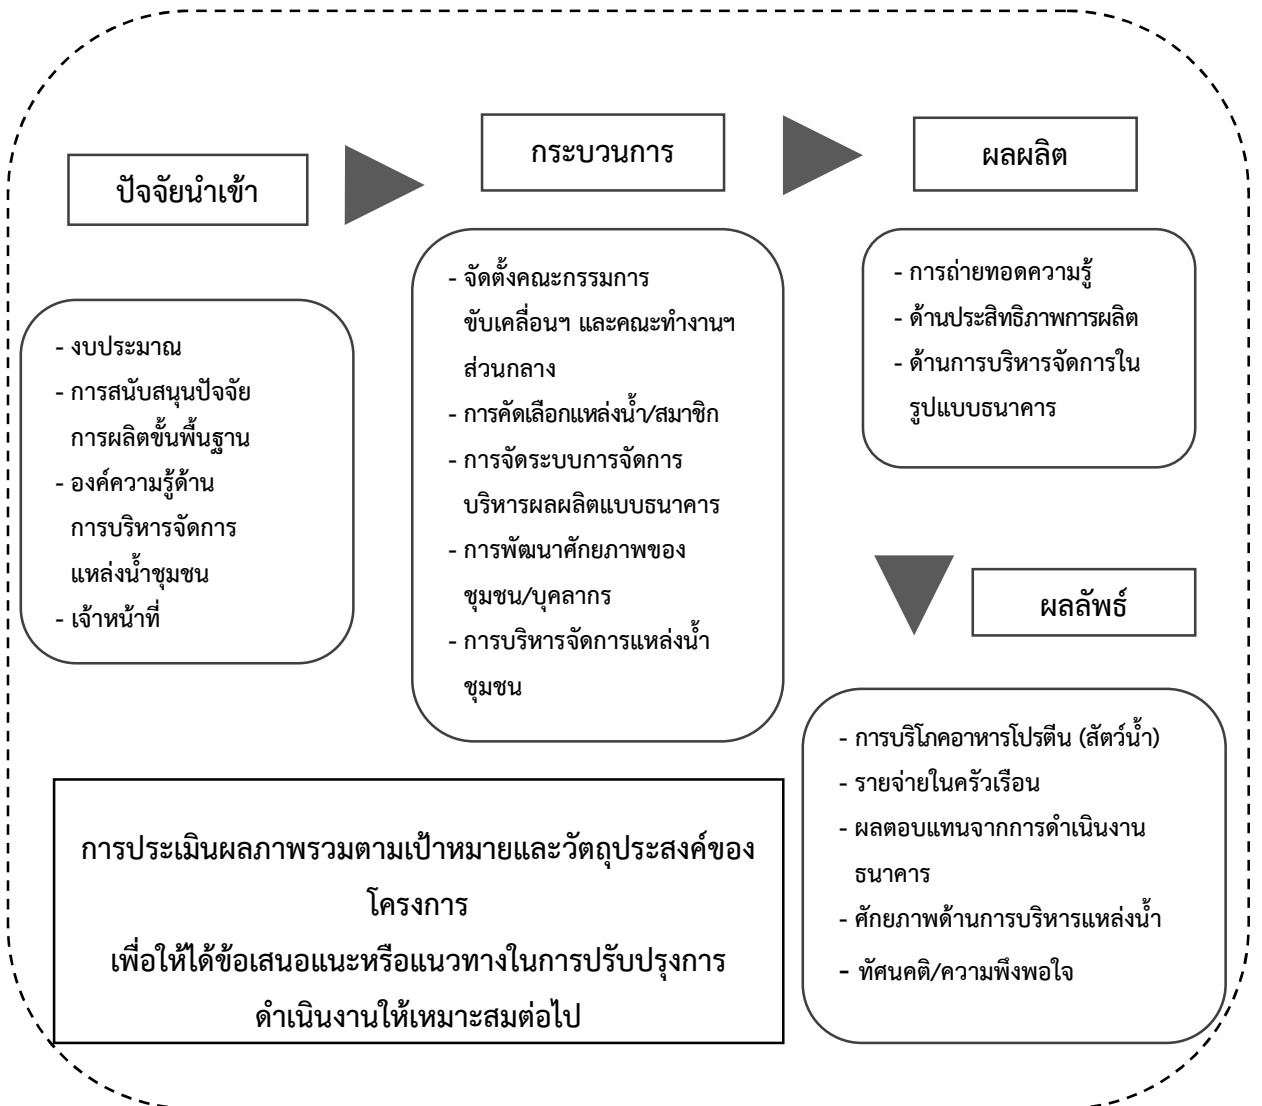 ปัจจัยนำเข้า
- งบประมาณ
- การสนับสนุนปัจจัย
การผลิตขั้นพื้นฐาน
- องค์ความรู้ด้าน
การบริหารจัดการ
แหล่งน้ำชุมชน
- เจ้าหน้าที่
กระบวนการ
- จัดตั้งคณะกรรมการ
ขับเคลื่อนฯ และคณะทำงานฯ
ส่วนกลาง
- การคัดเลือกแหล่งน้ำ/สมาชิก
- การจัดระบบการจัดการ
บริหารผลผลิตแบบธนาคาร
- การพัฒนาศักยภาพของ
ชุมชน/บุคลากร
- การบริหารจัดการแหล่งน้ำ
ชุมชน
ผลผลิต
- การถ่ายทอดความรู้
- ด้านประสิทธิภาพการผลิต
- ด้านการบริหารจัดการใน
รูปแบบธนาคาร
ผลลัพธ์
- การบริโภคอาหารโปรตีน (สัตว์น้ำ)
- รายจ่ายในครัวเรือน
- ผลตอบแทนจากการดำเนินงาน
ธนาคาร
- ศักยภาพด้านการบริหารแหล่งน้ำ
- ทัศนคติ/ความพึงพอใจ
การประเมินผลภาพรวมตามเป้าหมายและวัตถุประสงค์ของ
โครงการ
เพื่อให้ได้ข้อเสนอแนะหรือแนวทางในการปรับปรุงการ
ดำเนินงานให้เหมาะสมต่อไป